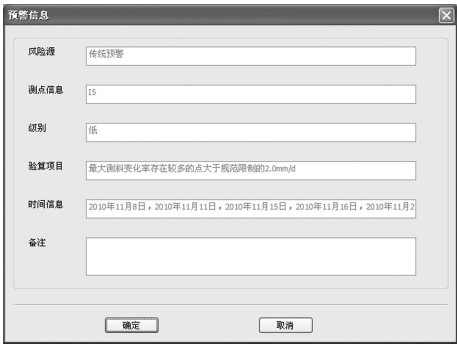 预警信息
风险源
传统预警
测点信息
I5
级别
低
验算项目
最大测斜变化率存在较多的点大于规范限制的2.0mm/d
时间信息
2010年11月8日，2010年11月11日，2010年11月15日，2010年11月16日，2010年11月2
备注
确定
取消